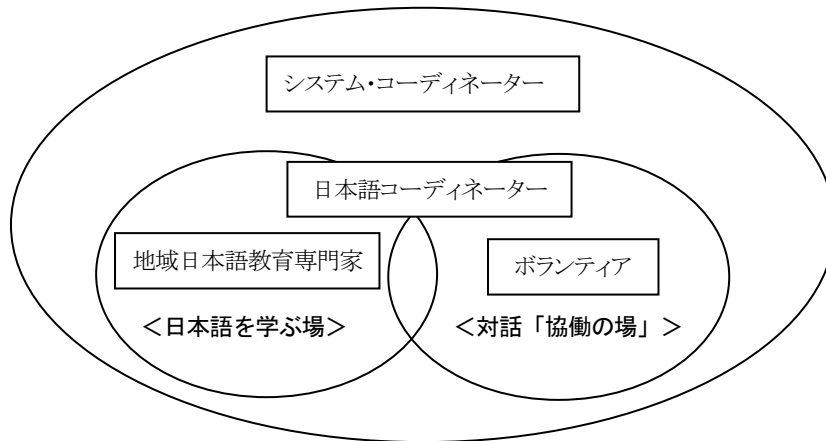 システム・コーディネーター
日本語コーディネーター
地域日本語教育専門家
ボランティア
＜日本語を学ぶ場＞
＜対話「協働の場」＞